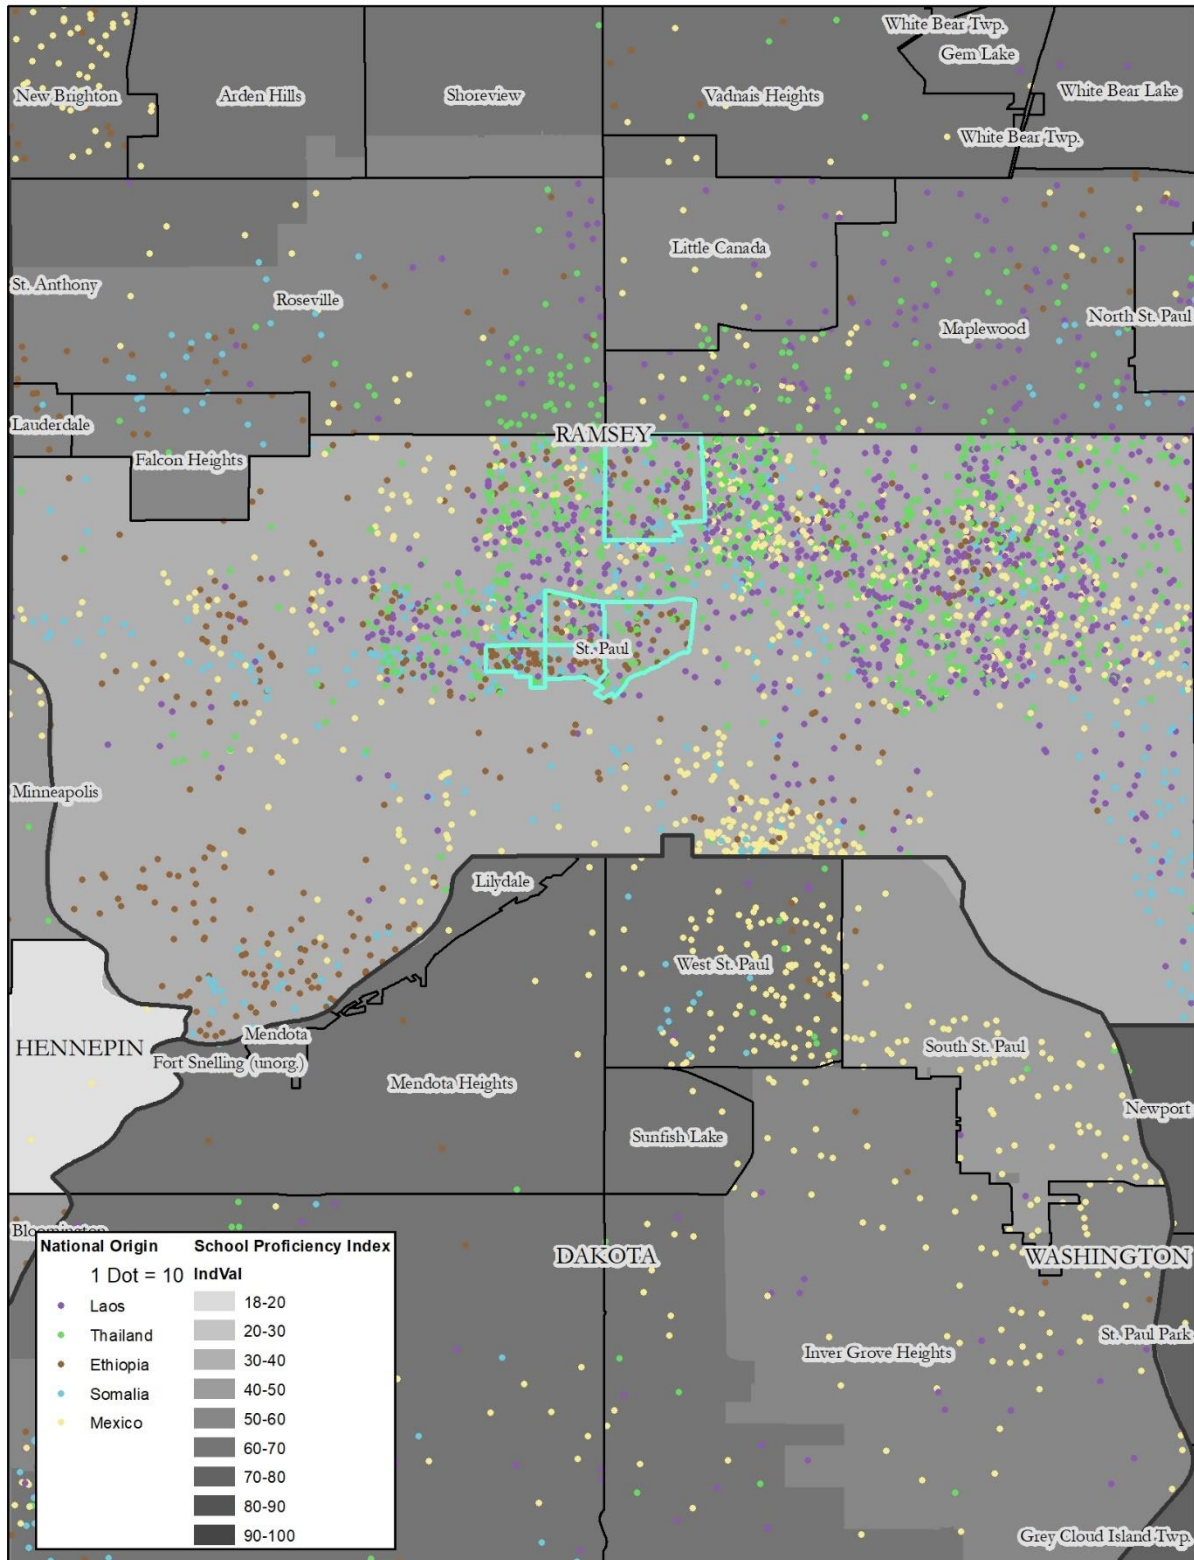 White Bear Twp.
Gem Lake
New Brighton
Arden Hills
Shoreview
Vadnais Heights
White Bear Lake
White Bear Twp.
Little Canada
St. Anthony
Roseville
Maplewood
North St. Paul
Lauderdale
RAMSEY
Falcon Heights
St. Paul
Minneapolis
Lilydale
West St. Paul
HENNEPIN
Mendota
Fort Snelling (unorg.)
South St. Paul
Mendota Heights
Newport
Sunfish Lake
Bloomington
DAKOTA
WASHINGTON
St. Paul Park
Inver Grove Heights
Grey Cloud Island Twp.
National Origin
1 Dot = 10
Laos
Thailand
Ethiopia
Somalia
Mexico
School Proficiency Index
IndVal
18-20
20-30
30-40
40-50
50-60
60-70
70-80
80-90
90-100